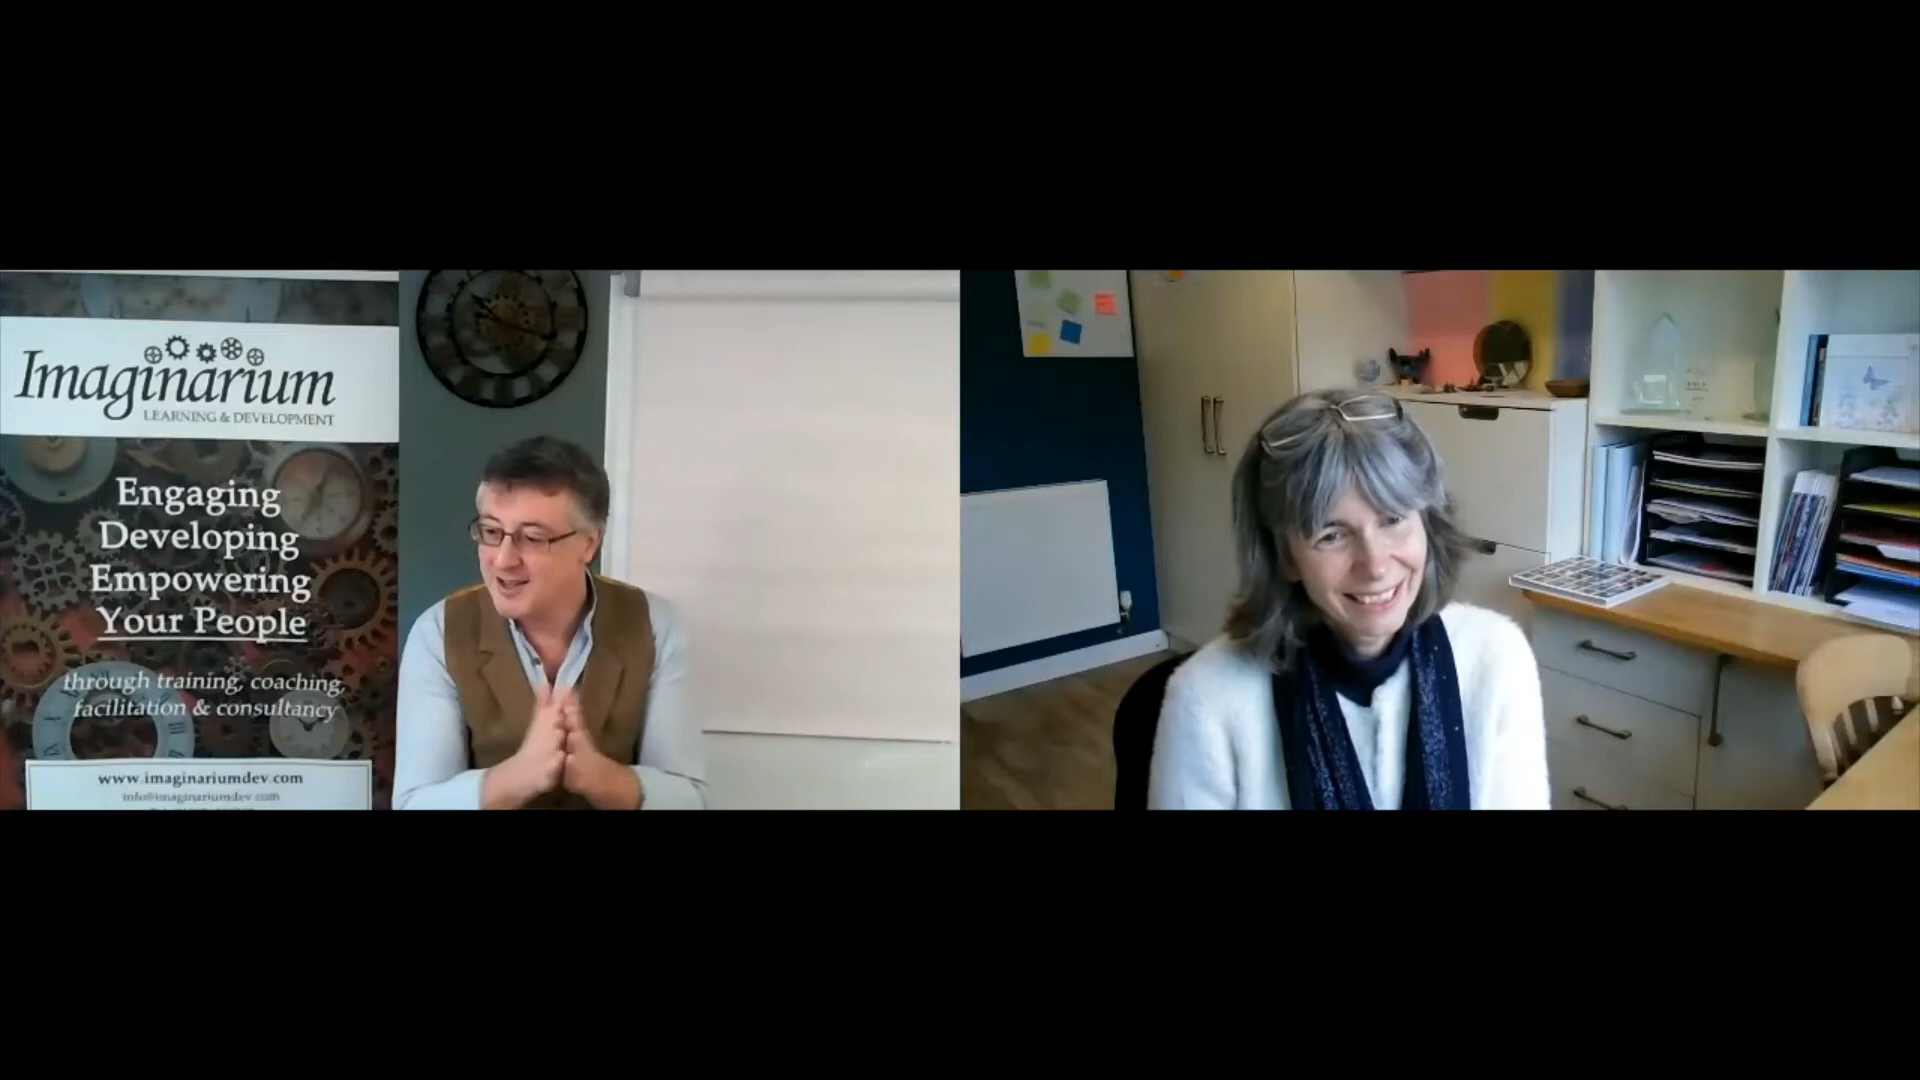 Imaginarium
LEARNING & DEVELOPMENT
Engaging
Developing
Empowering
Your People
through training, coaching,
facilitation & consultancy
www.imaginariumdev.com
info@imaginariumdev.com